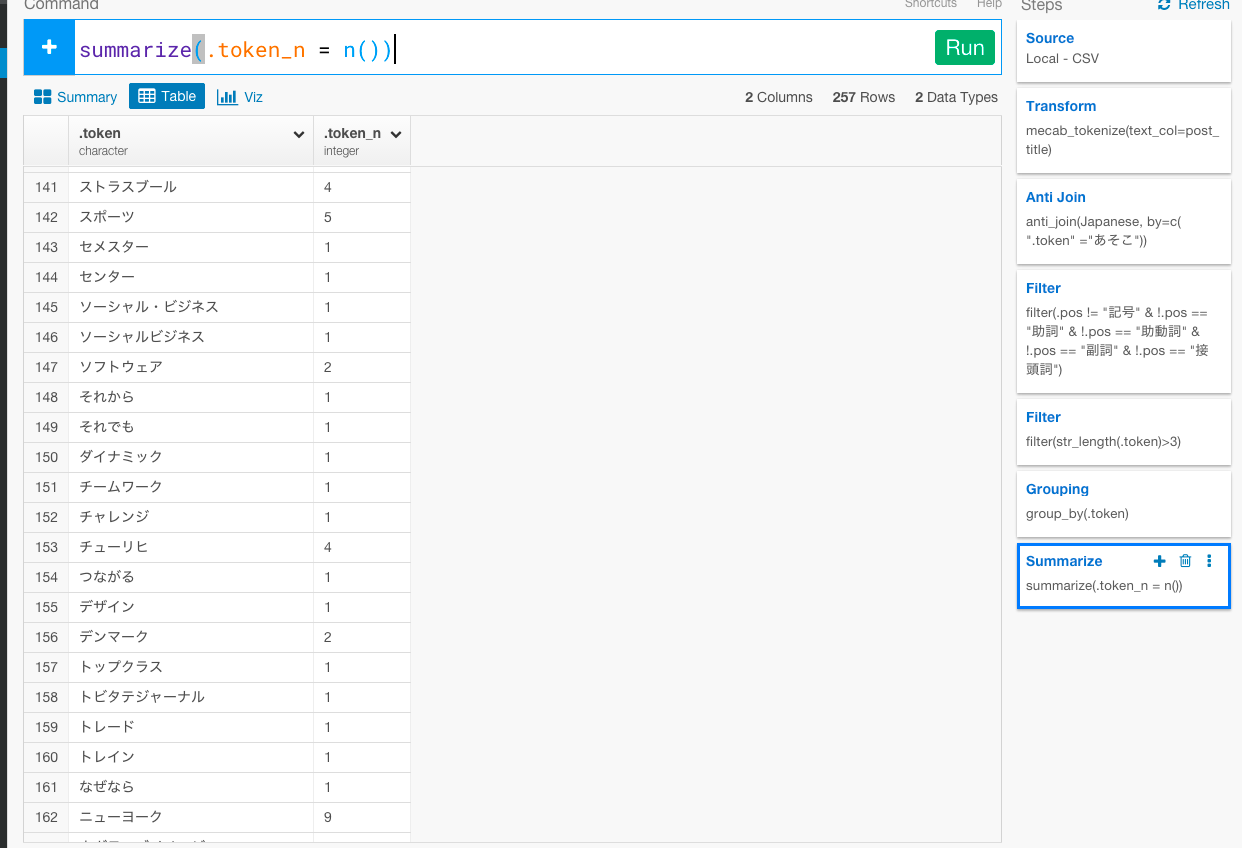 Command
Shortcuts Help
+ summarize(.token_n = n()) Run
Summary Table Viz 2 Columns 257 Rows 2 Data Types
.token .token_n
character integer
141 ストラスブール 4
142 スポーツ 5
143 セメスター 1
144 センター 1
145 ソーシャル・ビジネス 1
146 ソーシャルビジネス 1
147 ソフトウェア 2
148 それから 1
149 それでも 1
150 ダイナミック 1
151 チームワーク 1
152 チャレンジ 1
153 チューリヒ 4
154 つながる 1
155 デザイン 1
156 デンマーク 2
157 トップクラス 1
158 トビタテジャーナル 1
159 トレード 1
160 トレイン 1
161 なぜなら 1
162 ニューヨーク 9
Steps Refresh
Source
Local - CSV
Transform
mecab_tokenize(text_col=post_
title)
Anti Join
anti_join(Japanese, by=c(
".token" ="あそこ"))
Filter
filter(.pos != "記号" & !.pos ==
"助詞" & !.pos == "助動詞" &
!.pos == "副詞" & !.pos == "接
頭詞")
Filter
filter(str_length(.token)>3)
Grouping
group_by(.token)
Summarize
summarize(.token_n = n())